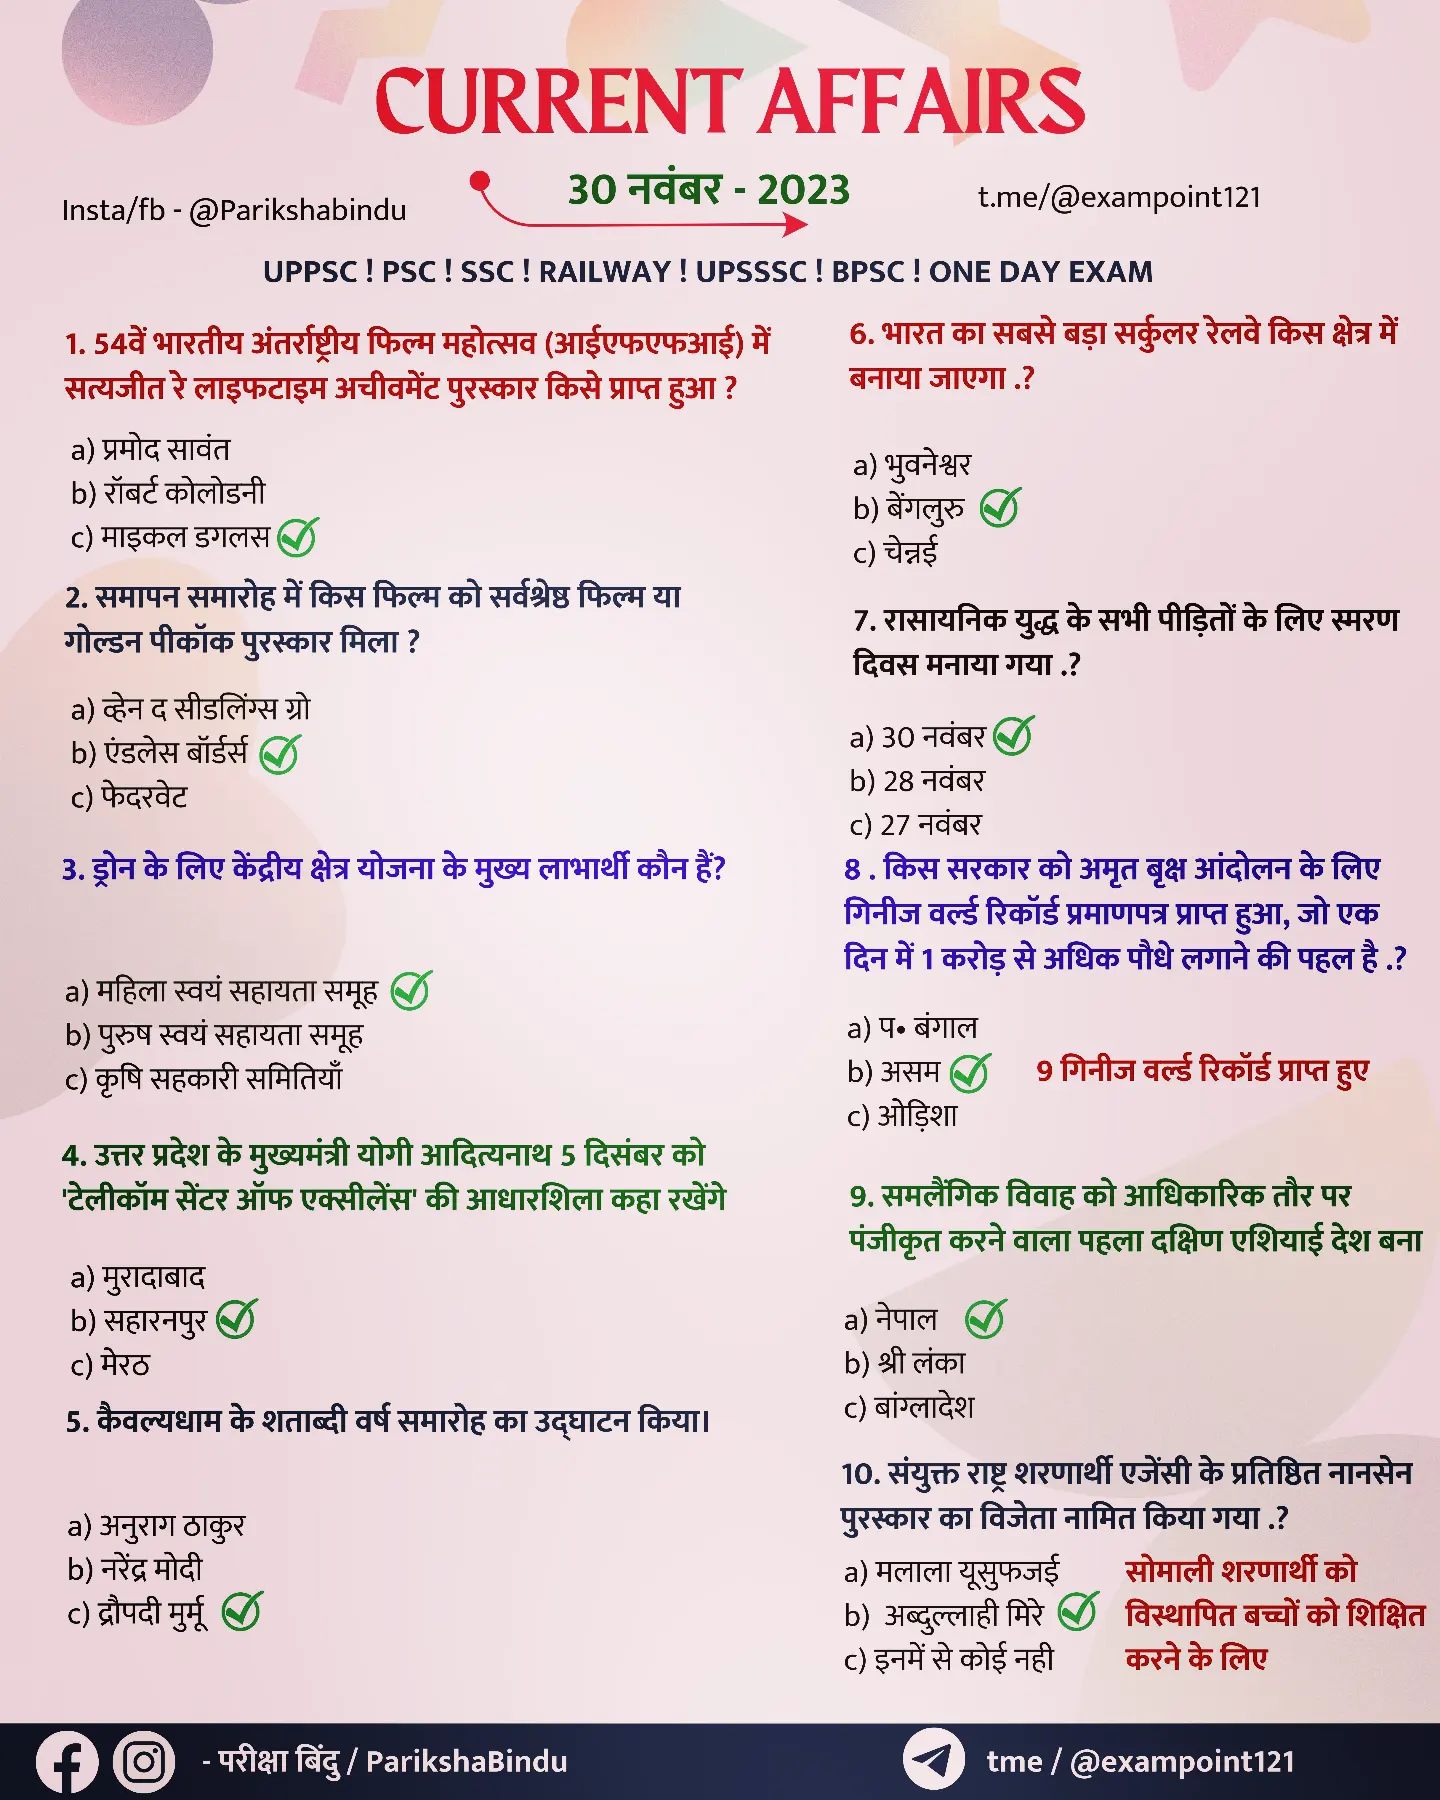 CURRENT AFFAIRS
30 नवंबर - 2023
Insta/fb - @Parikshabindu
t.me/@exampoint121
UPPSC ! PSC ! SSC ! RAILWAY ! UPSSSC ! BPSC ! ONE DAY EXAM
1. 54वें भारतीय अंतर्राष्ट्रीय फिल्म महोत्सव (आईएफएफआई) में
सत्यजीत रे लाइफटाइम अचीवमेंट पुरस्कार किसे प्राप्त हुआ ?
a) प्रमोद सावंत
b) रॉबर्ट कोलोडनी
c) माइकल डगलस
2. समापन समारोह में किस फिल्म को सर्वश्रेष्ठ फिल्म या
गोल्डन पीकॉक पुरस्कार मिला ?
a) व्हेन द सीडलिंग्स ग्रो
b) एंडलेस बॉर्डर्स
c) फेदरवेट
3. ड्रोन के लिए केंद्रीय क्षेत्र योजना के मुख्य लाभार्थी कौन हैं?
a) महिला स्वयं सहायता समूह
b) पुरुष स्वयं सहायता समूह
c) कृषि सहकारी समितियाँ
4. उत्तर प्रदेश के मुख्यमंत्री योगी आदित्यनाथ 5 दिसंबर को
'टेलीकॉम सेंटर ऑफ एक्सीलेंस' की आधारशिला कहा रखेंगे
a) मुरादाबाद
b) सहारनपुर
c) मेरठ
5. कैवल्यधाम के शताब्दी वर्ष समारोह का उद्घाटन किया।
a) अनुराग ठाकुर
b) नरेंद्र मोदी
c) द्रौपदी मुर्मू
6. भारत का सबसे बड़ा सर्कुलर रेलवे किस क्षेत्र में
बनाया जाएगा .?
a) भुवनेश्वर
b) बेंगलुरु
c) चेन्नई
7. रासायनिक युद्ध के सभी पीड़ितों के लिए स्मरण
दिवस मनाया गया .?
a) 30 नवंबर
b) 28 नवंबर
c) 27 नवंबर
8 . किस सरकार को अमृत बृक्ष आंदोलन के लिए
गिनीज वर्ल्ड रिकॉर्ड प्रमाणपत्र प्राप्त हुआ, जो एक
दिन में 1 करोड़ से अधिक पौधे लगाने की पहल है .?
a) प• बंगाल
b) असम
9 गिनीज वर्ल्ड रिकॉर्ड प्राप्त हुए
c) ओड़िशा
9. समलैंगिक विवाह को आधिकारिक तौर पर
पंजीकृत करने वाला पहला दक्षिण एशियाई देश बना
a) नेपाल
b) श्री लंका
c) बांग्लादेश
10. संयुक्त राष्ट्र शरणार्थी एजेंसी के प्रतिष्ठित नानसेन
पुरस्कार का विजेता नामित किया गया .?
a) मलाला यूसुफजई
b) अब्दुल्लाही मिरे
c) इनमें से कोई नही
सोमाली शरणार्थी को
विस्थापित बच्चों को शिक्षित
करने के लिए
- परीक्षा बिंदु / ParikshaBindu
tme / @exampoint121